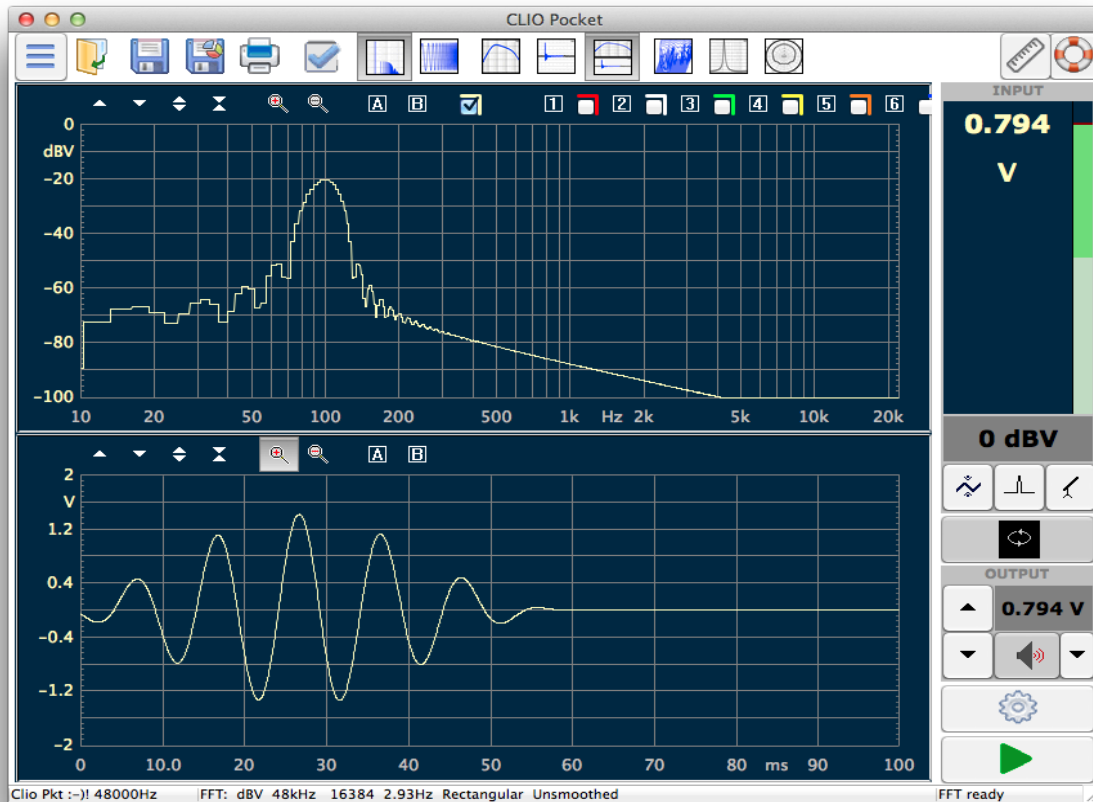 CLIO Pocket
INPUT
0.794
V
0 dBV
OUTPUT
0.794 V
A B 1 2 3 4 5 6
0
dBV
-20
-40
-60
-80
-100
10 20 50 100 200 500 1k Hz 2k 5k 10k 20k
A B
2
V
1.2
0.4
-0.4
-1.2
-2
0 10.0 20 30 40 50 60 70 80 ms 90 100
Clio Pkt :-)! 48000Hz FFT: dBV 48kHz 16384 2.93Hz Rectangular Unsmoothed FFT ready